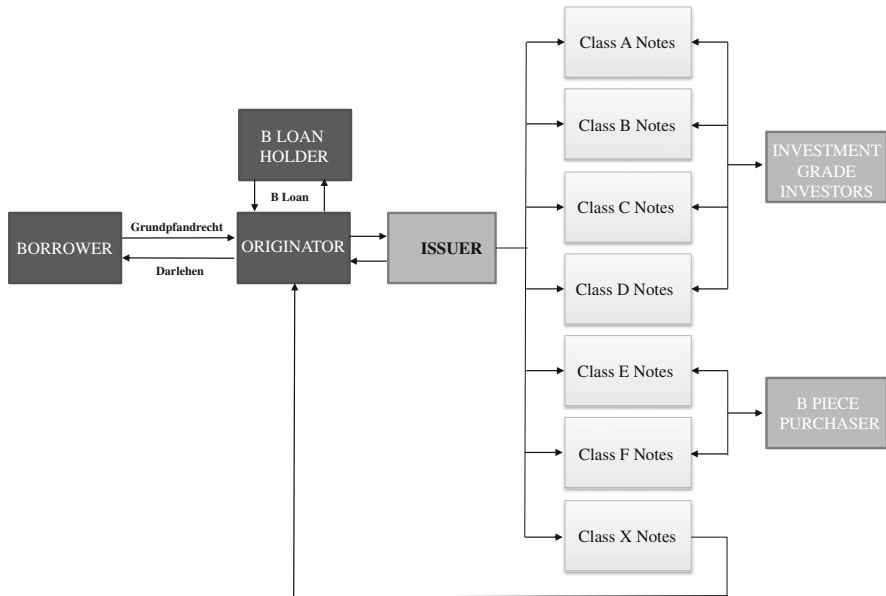 Class A Notes
B LOAN
HOLDER
Class B Notes
INVESTMENT
GRADE
INVESTORS
B Loan
Class C Notes
Grundpfandrecht
BORROWER
ORIGINATOR
ISSUER
Darlehen
Class D Notes
Class E Notes
B PIECE
PURCHASER
Class F Notes
Class X Notes